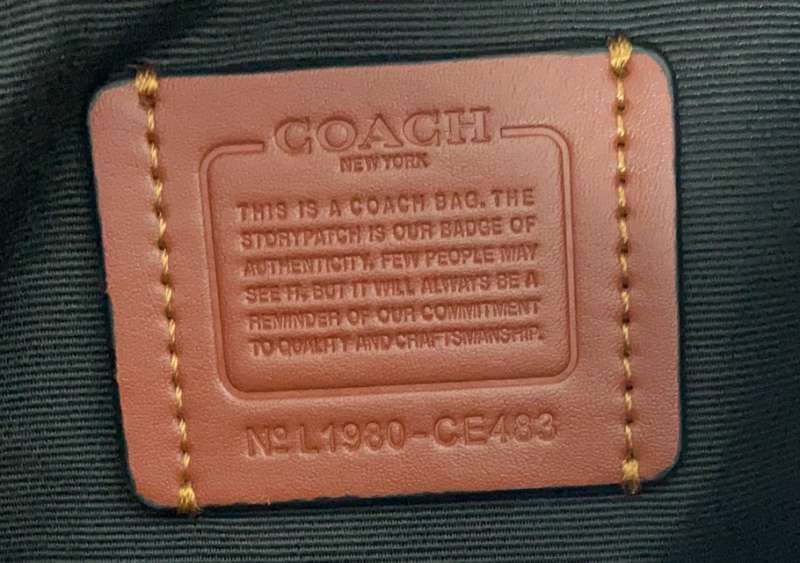 COACH
NEW YORK
THIS IS A COACH BAG. THE
STORYPATCH IS OUR BADGE OF
AUTHENTICITY. FEW PEOPLE MAY
SEE IT, BUT IT WILL ALWAYS BE A
REMINDER OF OUR COMMITMENT
TO QUALITY AND CRAFTSMANSHIP.
Nº L1980-CE483